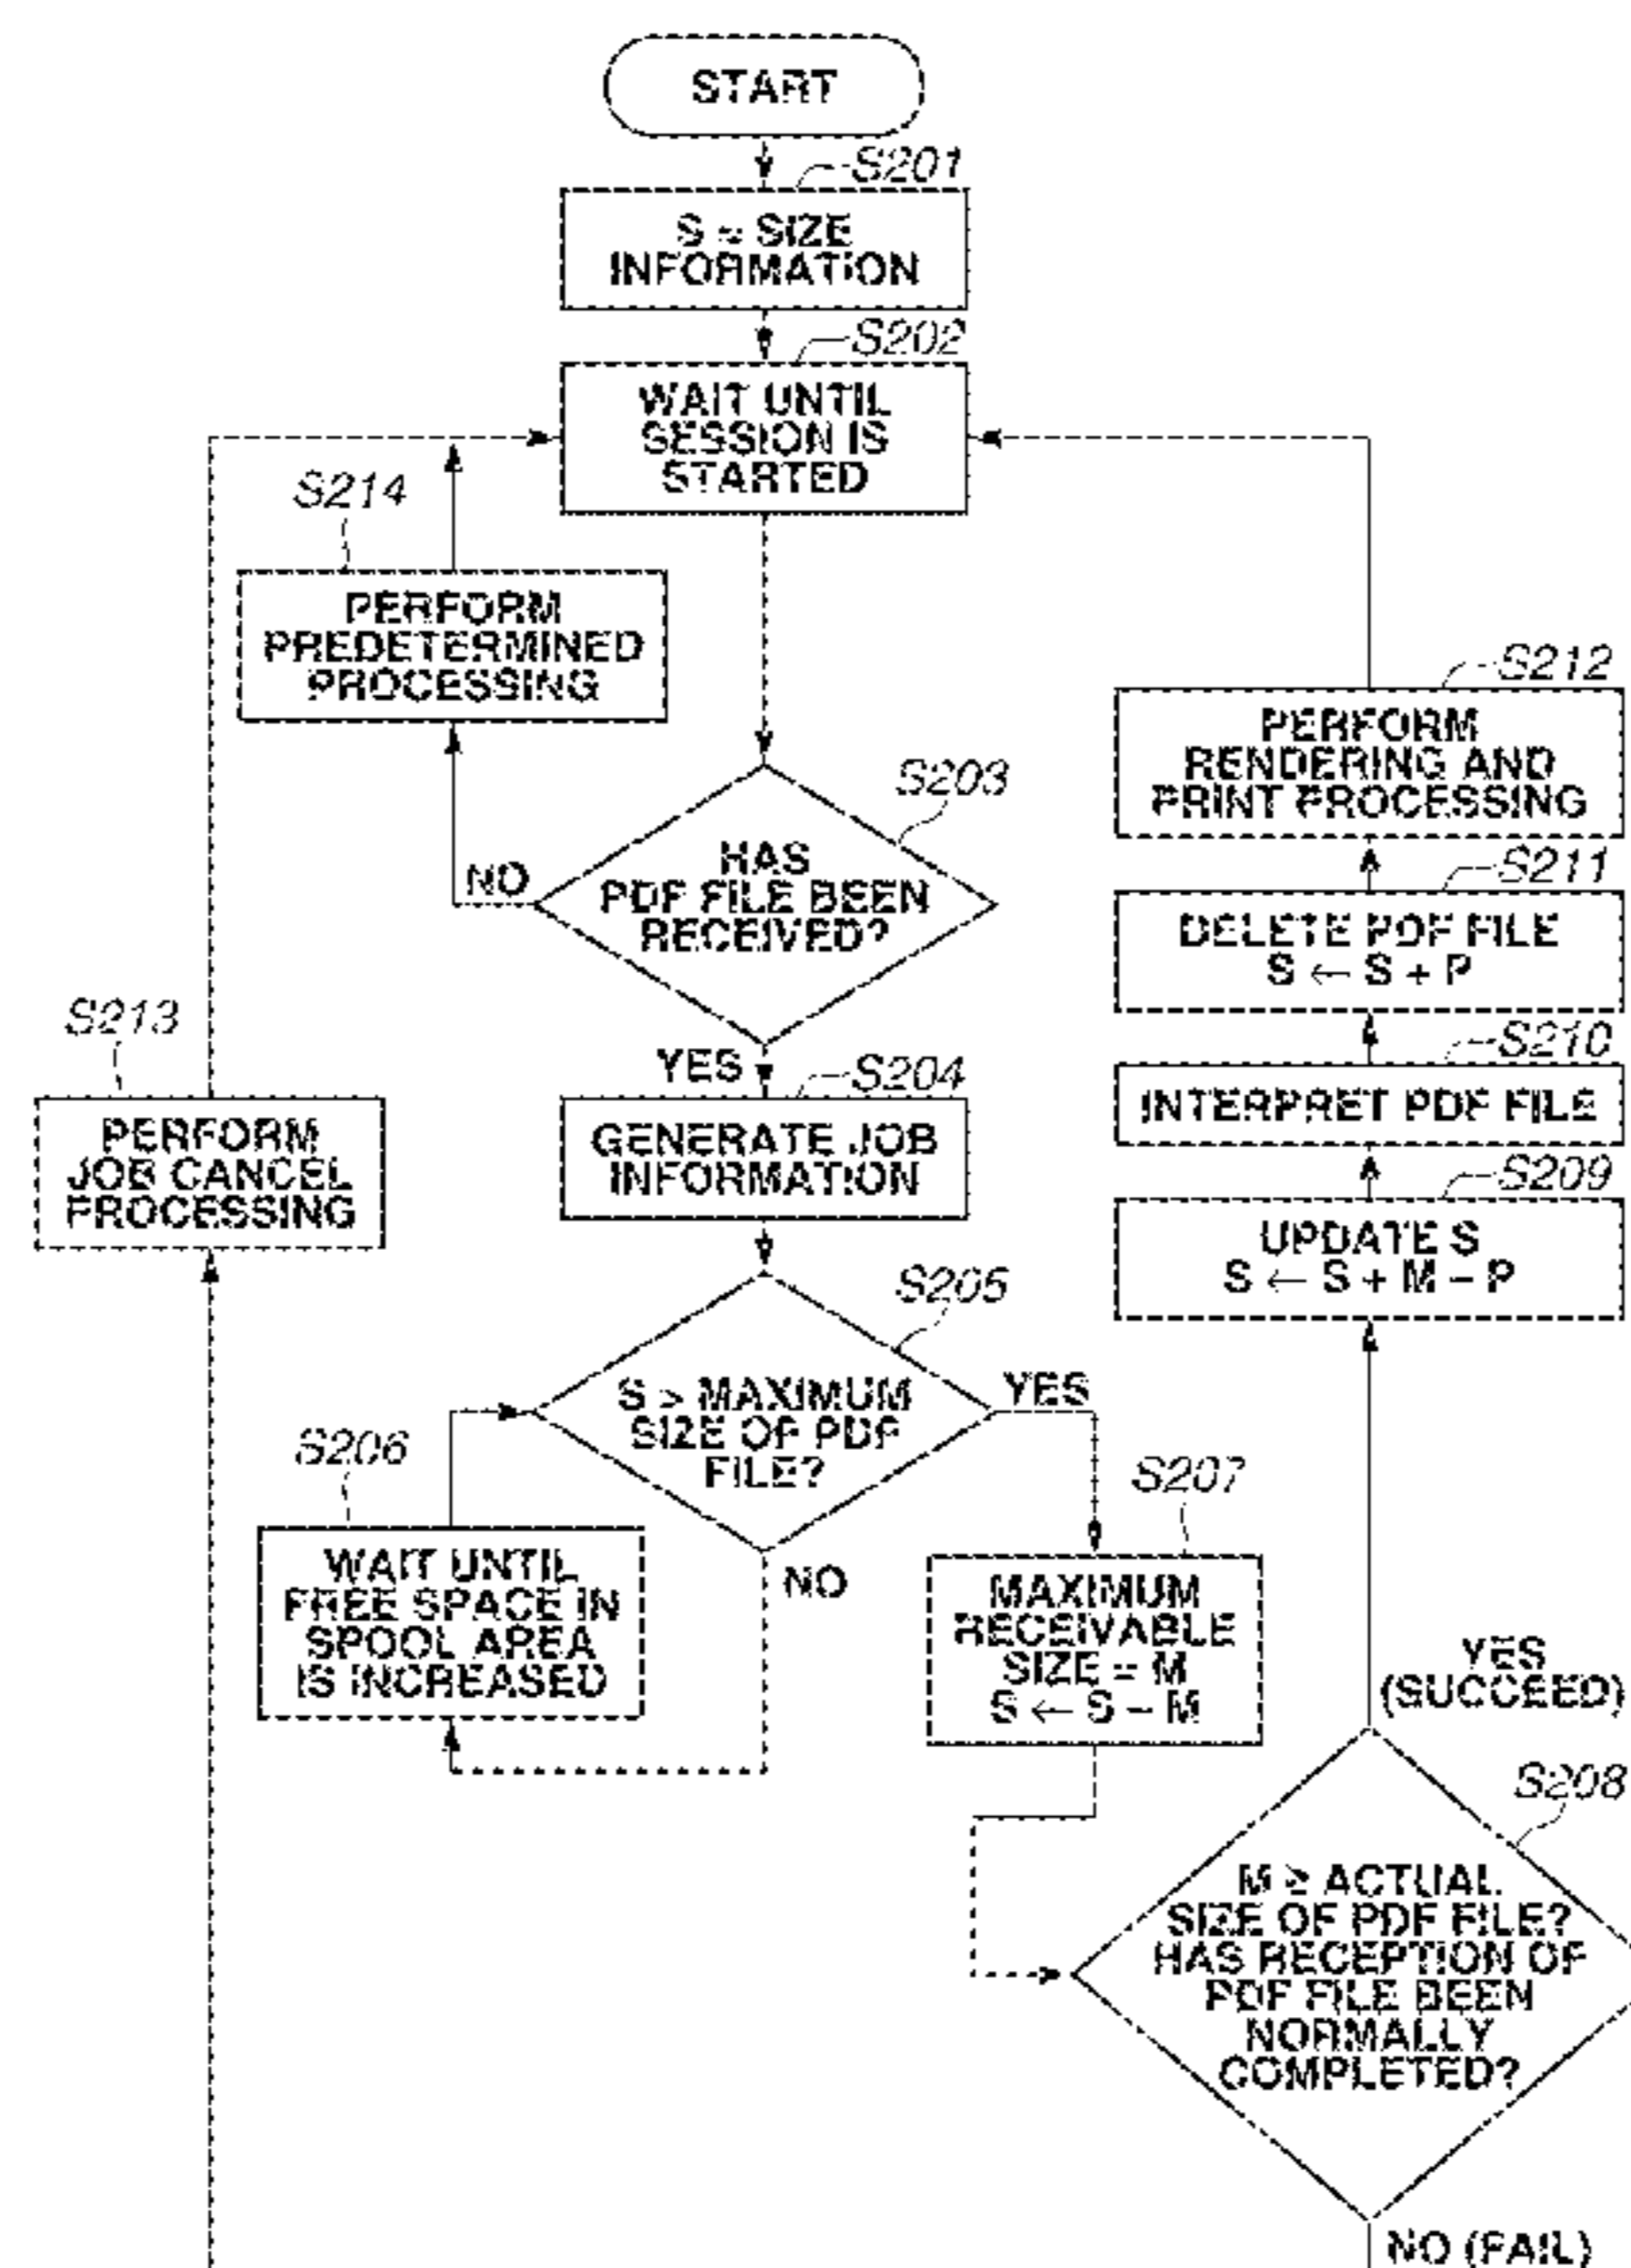 START
S201
S = SIZE
INFORMATION
S202
WAIT UNTIL
SESSION IS
STARTED
S214
PERFORM
PREDETERMINED
PROCESSING
S203
HAS
PDF FILE BEEN
RECEIVED?
NO
YES
S204
GENERATE JOB
INFORMATION
S213
PERFORM
JOB CANCEL
PROCESSING
S205
S > MAXIMUM
SIZE OF PDF
FILE?
YES
NO
S206
WAIT UNTIL
FREE SPACE IN
SPOOL AREA
IS INCREASED
S207
MAXIMUM
RECEIVABLE
SIZE = M
S ← S – M
S212
PERFORM
RENDERING AND
PRINT PROCESSING
S211
DELETE PDF FILE
S ← S + P
S210
INTERPRET PDF FILE
S209
UPDATE S
S ← S + M – P
YES
(SUCCEED)
S208
M ≥ ACTUAL
SIZE OF PDF FILE?
HAS RECEPTION OF
PDF FILE BEEN
NORMALLY
COMPLETED?
NO (FAIL)